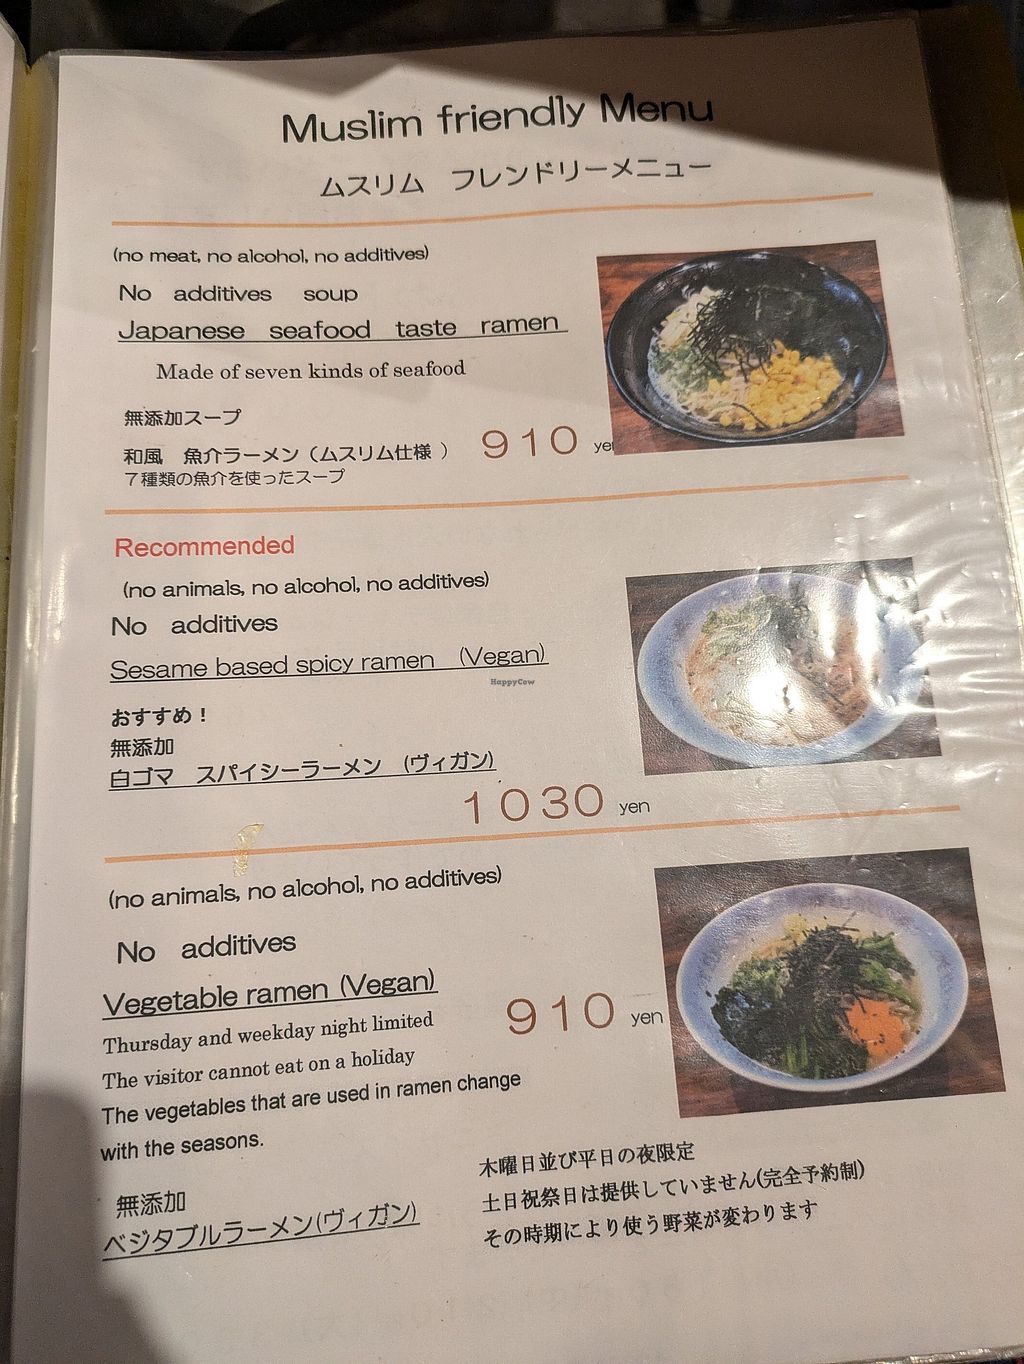 Muslim friendly Menu
ムスリム　フレンドリーメニュー
(no meat, no alcohol, no additives)
No additives soup
Japanese seafood taste ramen
Made of seven kinds of seafood
無添加スープ
和風　魚介ラーメン（ムスリム仕様 ）
７種類の魚介を使ったスープ
910 yen
Recommended
(no animals, no alcohol, no additives)
No additives
Sesame based spicy ramen (Vegan)
HappyCow
おすすめ！
無添加
白ゴマ　スパイシーラーメン　(ヴィガン)
1030 yen
(no animals, no alcohol, no additives)
No additives
Vegetable ramen (Vegan)
910 yen
Thursday and weekday night limited
The visitor cannot eat on a holiday
The vegetables that are used in ramen change
with the seasons.
無添加
ベジタブルラーメン(ヴィガン)
木曜日並び平日の夜限定
土日祝祭日は提供していません(完全予約制)
その時期により使う野菜が変わります